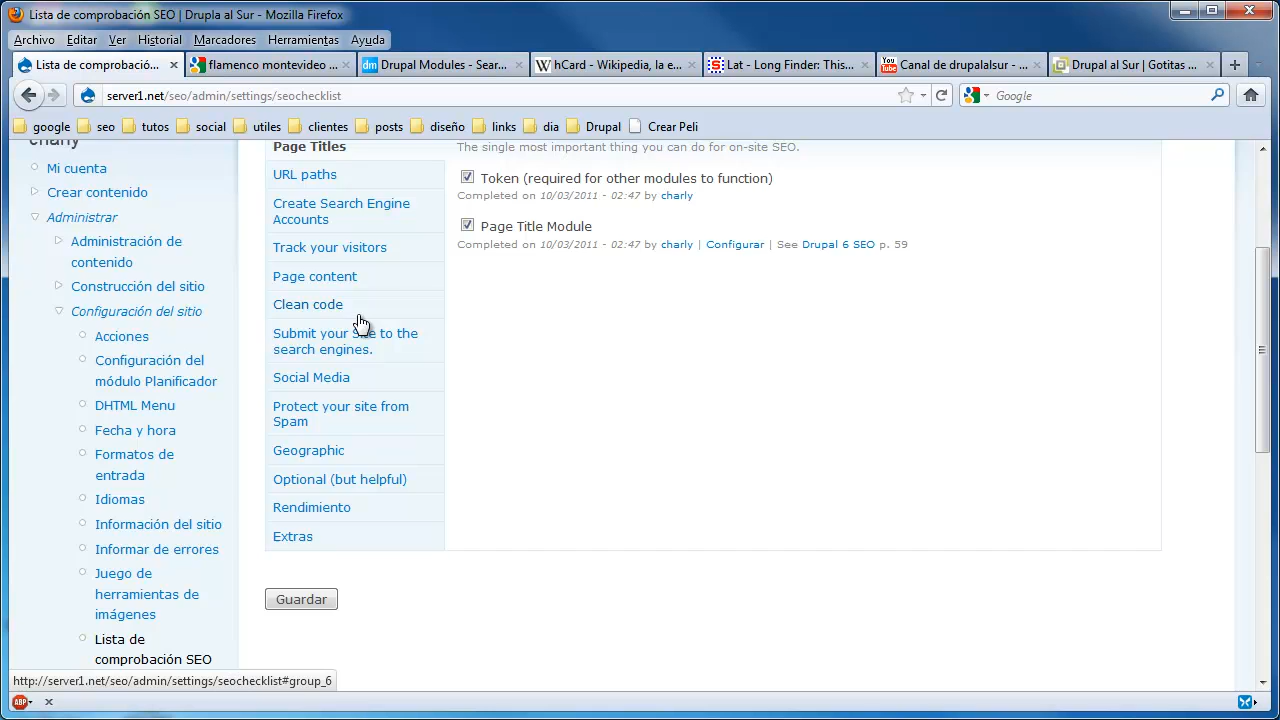 Lista de comprobación SEO | Drupla al Sur - Mozilla Firefox
Archivo Editar Ver Historial Marcadores Herramientas Ayuda
Lista de comprobació... × flamenco montevideo ... × dm Drupal Modules - Sear... × W hCard - Wikipedia, la e... × Lat - Long Finder: This... × You Tube Canal de drupalalsur - ... × Drupal al Sur | Gotitas ... ×
server1.net/seo/admin/settings/seochecklist Google
google seo tutos social utiles clientes posts diseño links dia Drupal Crear Peli
charly
Mi cuenta
Crear contenido
Administrar
Administración de
contenido
Construcción del sitio
Configuración del sitio
Acciones
Configuración del
módulo Planificador
DHTML Menu
Fecha y hora
Formatos de
entrada
Idiomas
Información del sitio
Informar de errores
Juego de
herramientas de
imágenes
Lista de
comprobación SEO
Page Titles
URL paths
Create Search Engine
Accounts
Track your visitors
Page content
Clean code
Submit your Site to the
search engines.
Social Media
Protect your site from
Spam
Geographic
Optional (but helpful)
Rendimiento
Extras
The single most important thing you can do for on-site SEO.
Token (required for other modules to function)
Completed on 10/03/2011 - 02:47 by charly
Page Title Module
Completed on 10/03/2011 - 02:47 by charly | Configurar | See Drupal 6 SEO p. 59
Guardar
http://server1.net/seo/admin/settings/seochecklist#group_6
ABP